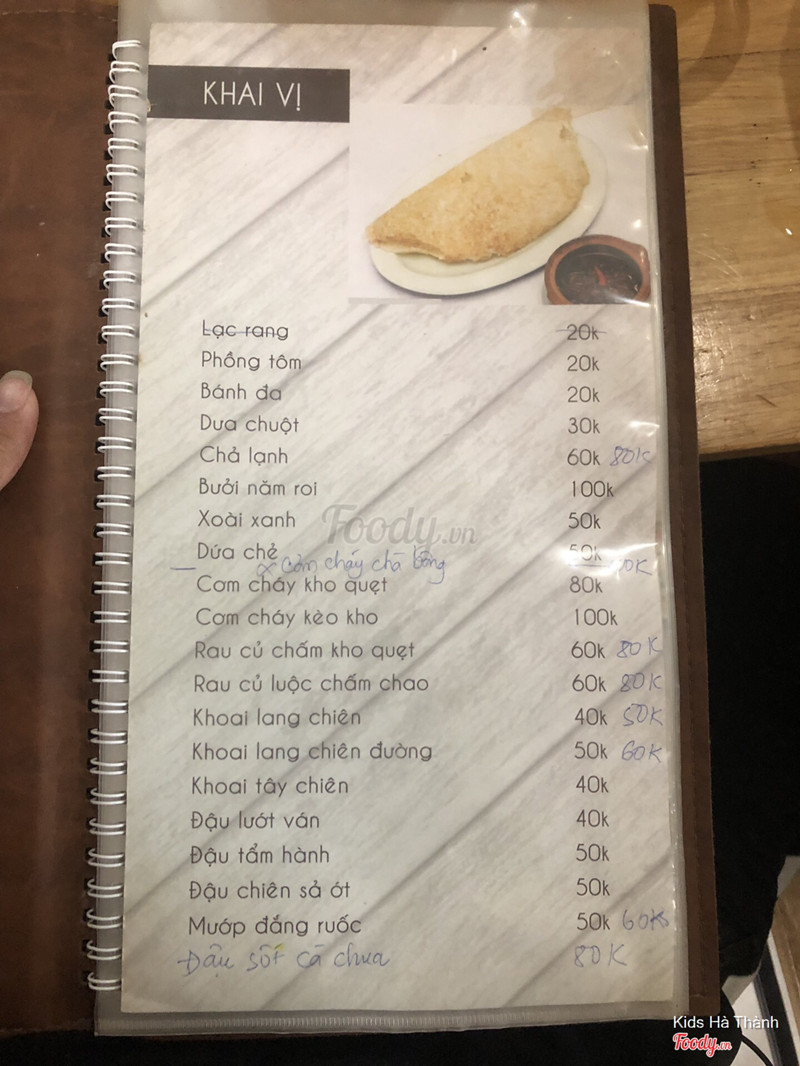 KHAI VỊ
Lạc rang 20k
Phồng tôm 20k
Bánh đa 20k
Dưa chuột 30k
Chả lạnh 60k 80K
Bưởi năm roi 100k
Xoài xanh 50k
Foody.vn
Dứa chẻ 50k
Cơm cháy chà bông
Cơm cháy kho quẹt 80k
Cơm cháy kèo kho 100k
Rau củ chấm kho quẹt 60k 80K
Rau củ luộc chấm chao 60k 80K
Khoai lang chiên 40k 50K
Khoai lang chiên đường 50k 60K
Khoai tây chiên 40k
Đậu lướt ván 40k
Đậu tẩm hành 50k
Đậu chiên sả ớt 50k
Mướp đắng ruốc 50k 60K
Đậu sốt cà chua 80K
Kids Hà Thành
Foody.vn